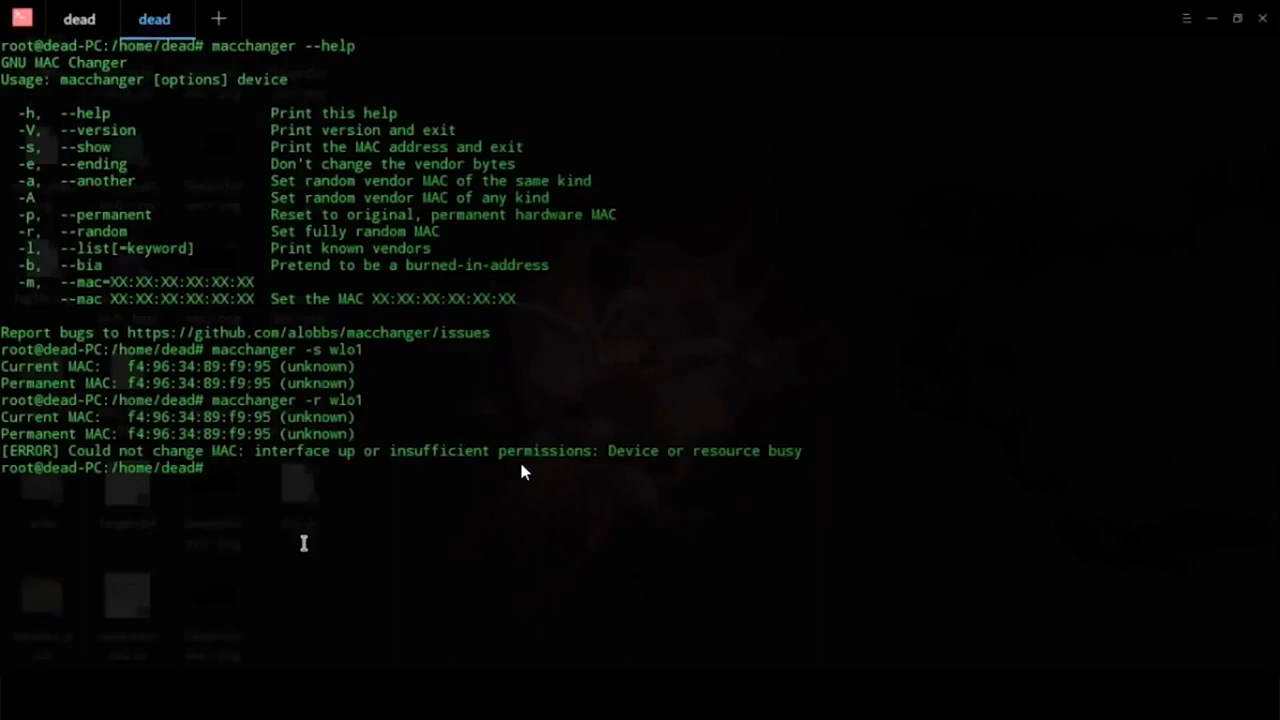 dead
dead
root@dead-PC:/home/dead# macchanger --help
GNU MAC Changer
Usage: macchanger [options] device
-h, --help Print this help
-V, --version Print version and exit
-s, --show Print the MAC address and exit
-e, --ending Don't change the vendor bytes
-a, --another Set random vendor MAC of the same kind
-A Set random vendor MAC of any kind
-p, --permanent Reset to original, permanent hardware MAC
-r, --random Set fully random MAC
-l, --list[=keyword] Print known vendors
-b, --bia Pretend to be a burned-in-address
-m, --mac=XX:XX:XX:XX:XX:XX
--mac XX:XX:XX:XX:XX:XX Set the MAC XX:XX:XX:XX:XX:XX
Report bugs to https://github.com/alobbs/macchanger/issues
root@dead-PC:/home/dead# macchanger -s wlo1
Current MAC: f4:96:34:89:f9:95 (unknown)
Permanent MAC: f4:96:34:89:f9:95 (unknown)
root@dead-PC:/home/dead# macchanger -r wlo1
Current MAC: f4:96:34:89:f9:95 (unknown)
Permanent MAC: f4:96:34:89:f9:95 (unknown)
[ERROR] Could not change MAC: interface up or insufficient permissions: Device or resource busy
root@dead-PC:/home/dead#